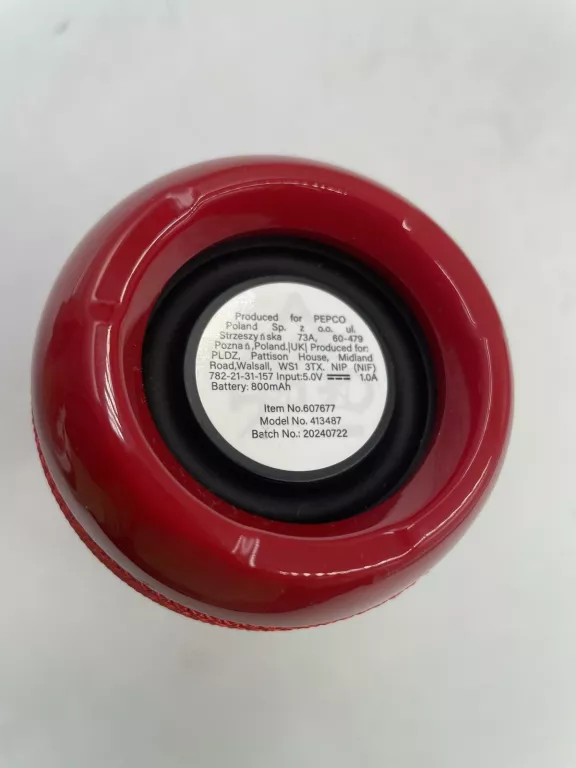 Produced for PEPCO
Poland Sp. z o.o. ul.
Strzeszyńska 73A, 60-479
Poznań,Poland.|UK| Produced for:
PLDZ, Pattison House, Midland
Road,Walsall, WS1 3TX. NIP (NIF)
782-21-31-157 Input:5.0V ⎓ 1.0A
Battery: 800mAh
Item No.607677
Model No. 413487
Batch No.: 20240722